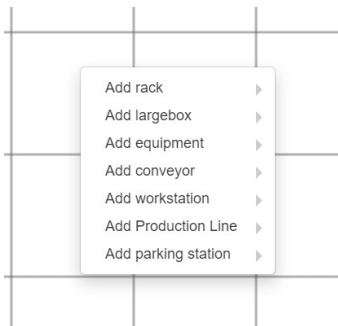 Add rack
Add largebox
Add equipment
Add conveyor
Add workstation
Add Production Line
Add parking station